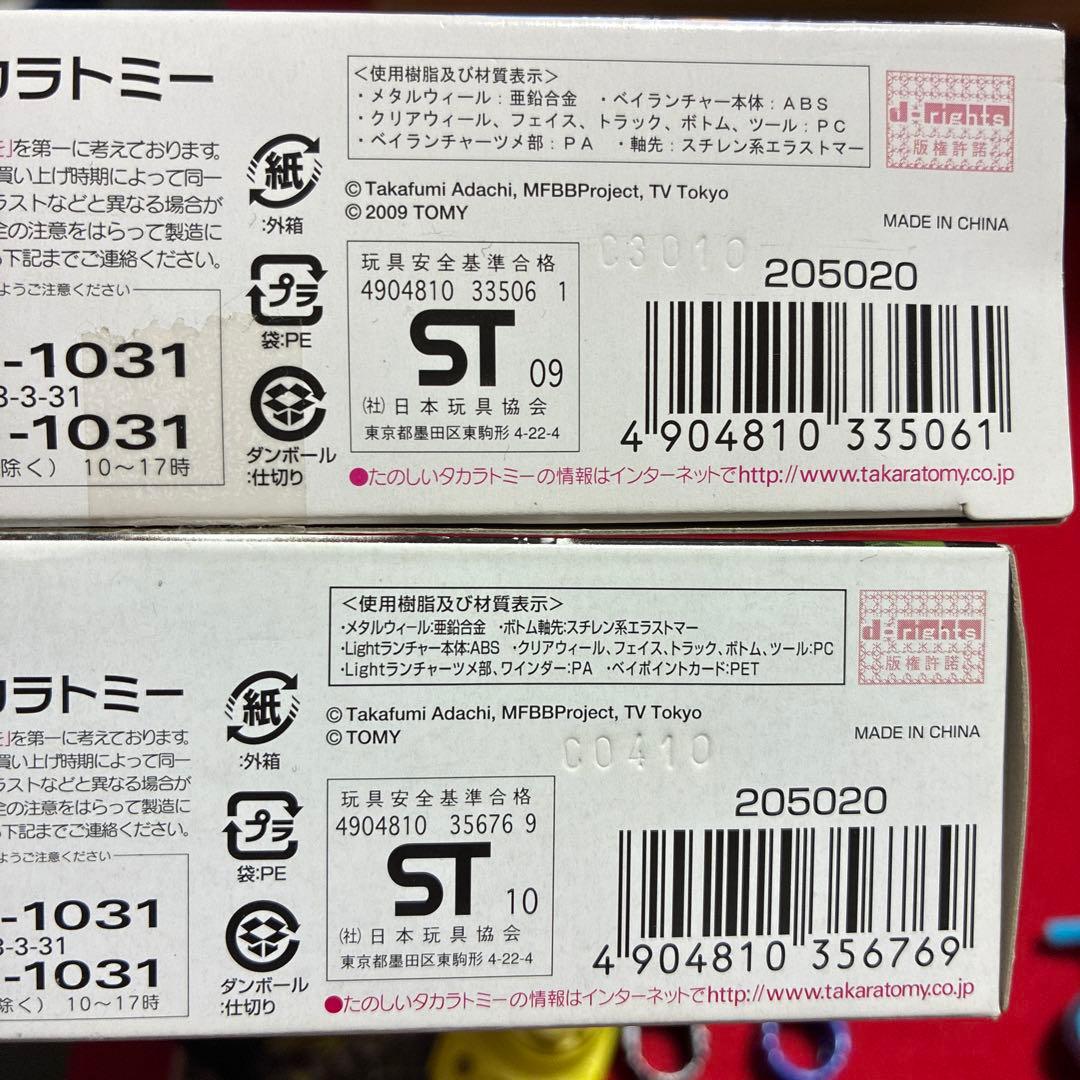 カラトミー
」を第一に考えております。
買い上げ時期によって同一
ラストなどと異なる場合が
全の注意をはらって製造に
下記までご連絡ください。
ようご注意ください
-1031
3-3-31
-1031
除く） 10～17時
紙
:外箱
プラ
袋:PE
ダンボール
:仕切り
＜使用樹脂及び材質表示＞
・メタルウィール：亜鉛合金 ・ベイランチャー本体：ABS
・クリアウィール、フェイス、トラック、ボトム、ツール：PC
・ベイランチャーツメ部：PA ・軸先：スチレン系エラストマー
d-rights
版権許諾
© Takafumi Adachi, MFBBProject, TV Tokyo
© 2009 TOMY
MADE IN CHINA
C3010
玩具安全基準合格
4904810 33506 1
ST 09
(社)日本玩具協会
東京都墨田区東駒形 4-22-4
205020
4 904810 335061
●たのしいタカラトミーの情報はインターネットでhttp://www.takaratomy.co.jp
カラトミー
」を第一に考えております。
買い上げ時期によって同一
ラストなどと異なる場合が
全の注意をはらって製造に
下記までご連絡ください。
ようご注意ください
-1031
3-3-31
-1031
除く） 10～17時
紙
:外箱
プラ
袋:PE
ダンボール
:仕切り
＜使用樹脂及び材質表示＞
・メタルウィール:亜鉛合金 ・ボトム軸先:スチレン系エラストマー
・Lightランチャー本体:ABS ・クリアウィール、フェイス、トラック、ボトム、ツール:PC
・Lightランチャーツメ部、ワインダー:PA ・ベイポイントカード:PET
d-rights
版権許諾
© Takafumi Adachi, MFBBProject, TV Tokyo
© TOMY
MADE IN CHINA
C0410
玩具安全基準合格
4904810 35676 9
ST 10
(社)日本玩具協会
東京都墨田区東駒形 4-22-4
205020
4 904810 356769
●たのしいタカラトミーの情報はインターネットでhttp://www.takaratomy.co.jp